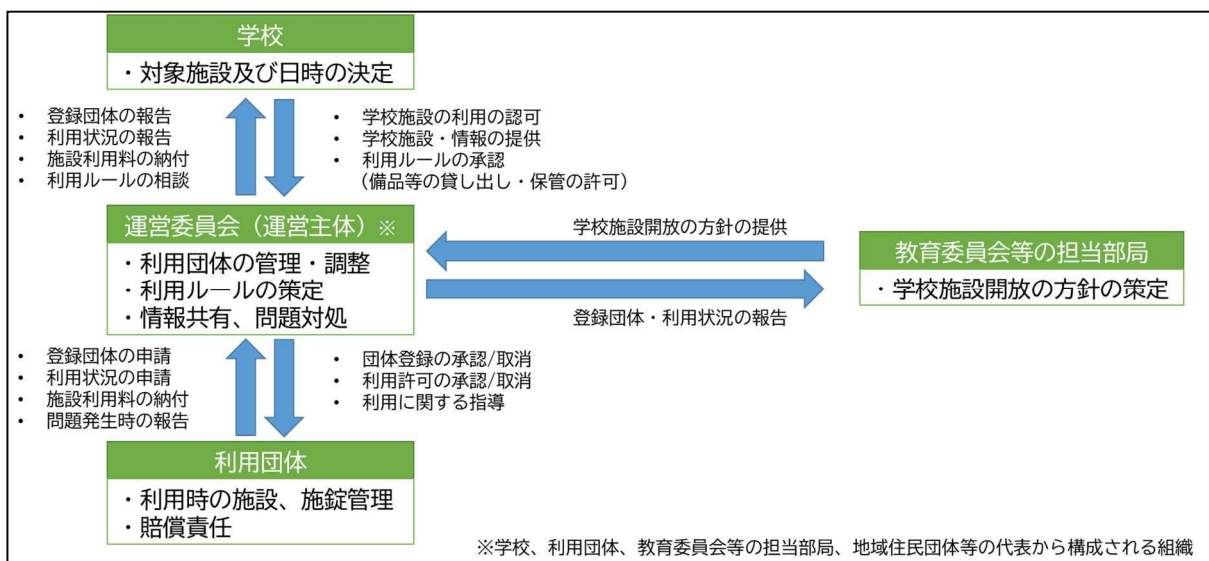 学校
・対象施設及び日時の決定
• 登録団体の報告
• 利用状況の報告
• 施設利用料の納付
• 利用ルールの相談
• 学校施設の利用の認可
• 学校施設・情報の提供
• 利用ルールの承認
(備品等の貸し出し・保管の許可)
運営委員会(運営主体)※
・利用団体の管理・調整
・利用ルールの策定
・情報共有、問題対処
学校施設開放の方針の提供
登録団体・利用状況の報告
教育委員会等の担当部局
・学校施設開放の方針の策定
• 登録団体の申請
• 利用状況の申請
• 施設利用料の納付
• 問題発生時の報告
• 団体登録の承認/取消
• 利用許可の承認/取消
• 利用に関する指導
利用団体
・利用時の施設、施錠管理
・賠償責任
※学校、利用団体、教育委員会等の担当部局、地域住民団体等の代表から構成される組織